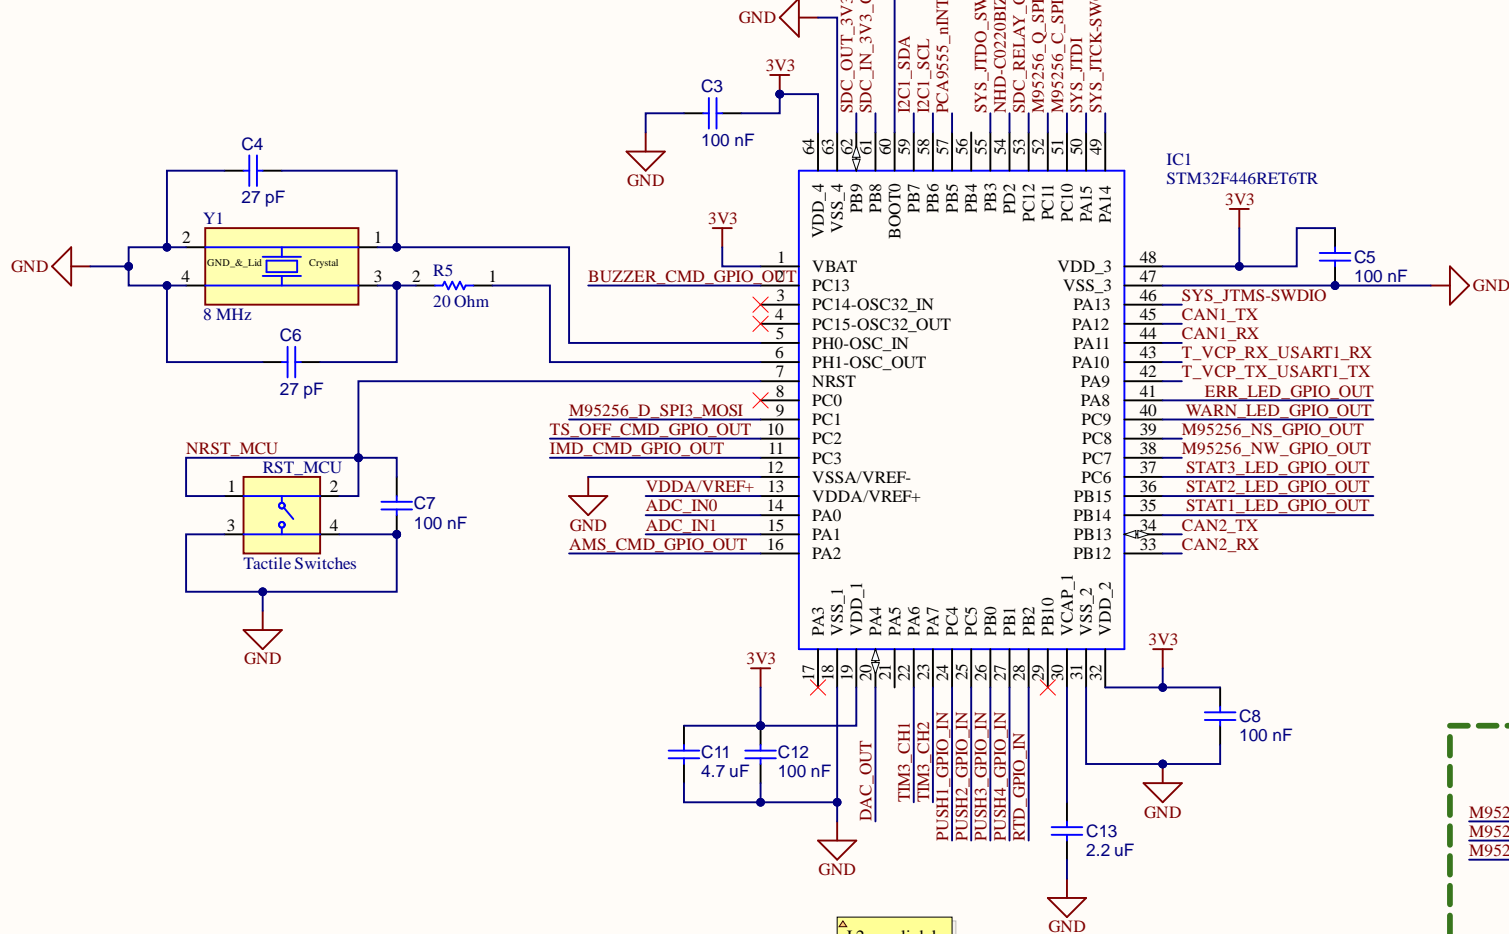 GND
SDC_OUT_3V3
SDC_IN_3V3
I2C1_SDA
I2C1_SCL
PCA9555_nINT
SYS_JTDO_SW
NHD-C0220BIZ
SDC_RELAY
M95256_Q_SPI
M95256_C_SPI
SYS_JTDI
SYS_JTCK-SW
3V3
C3
100 nF
GND
64
63
62
61
60
59
58
57
56
55
54
53
52
51
50
49
VDD_4
VSS_4
PB9
PB8
BOOT0
PB7
PB6
PB5
PB4
PB3
PD2
PC12
PC11
PC10
PA15
PA14
IC1
STM32F446RET6TR
C4
27 pF
Y1
2
1
GND_&_Lid
Crystal
4
3
8 MHz
GND
C6
27 pF
2
R5
1
20 Ohm
3V3
1 VBAT
BUZZER_CMD_GPIO_OUT 2 PC13
3 PC14-OSC32_IN
4 PC15-OSC32_OUT
5 PH0-OSC_IN
6 PH1-OSC_OUT
7 NRST
8 PC0
M95256_D_SPI3_MOSI 9 PC1
TS_OFF_CMD_GPIO_OUT 10 PC2
IMD_CMD_GPIO_OUT 11 PC3
12 VSSA/VREF-
VDDA/VREF+ 13 VDDA/VREF+
ADC_IN0 14 PA0
ADC_IN1 15 PA1
AMS_CMD_GPIO_OUT 16 PA2
GND
NRST_MCU
RST_MCU
1
2
3
4
Tactile Switches
C7
100 nF
GND
3V3
C5
100 nF
GND
VDD_3 48
VSS_3 47
PA13 46 SYS_JTMS-SWDIO
PA12 45 CAN1_TX
PA11 44 CAN1_RX
PA10 43 T_VCP_RX_USART1_RX
PA9 42 T_VCP_TX_USART1_TX
PA8 41 ERR_LED_GPIO_OUT
PC9 40 WARN_LED_GPIO_OUT
PC8 39 M95256_NS_GPIO_OUT
PC7 38 M95256_NW_GPIO_OUT
PC6 37 STAT3_LED_GPIO_OUT
PB15 36 STAT2_LED_GPIO_OUT
PB14 35 STAT1_LED_GPIO_OUT
PB13 34 CAN2_TX
PB12 33 CAN2_RX
PA3
VSS_1
VDD_1
PA4
PA5
PA6
PA7
PC4
PC5
PB0
PB1
PB2
PB10
VCAP_1
VSS_2
VDD_2
17
18
19
20
21
22
23
24
25
26
27
28
29
30
31
32
3V3
C11
4.7 uF
C12
100 nF
GND
DAC_OUT
TIM3_CH1
TIM3_CH2
PUSH1_GPIO_IN
PUSH2_GPIO_IN
PUSH3_GPIO_IN
PUSH4_GPIO_IN
RTD_GPIO_IN
3V3
C8
100 nF
GND
C13
2.2 uF
GND
M952
M952
M952